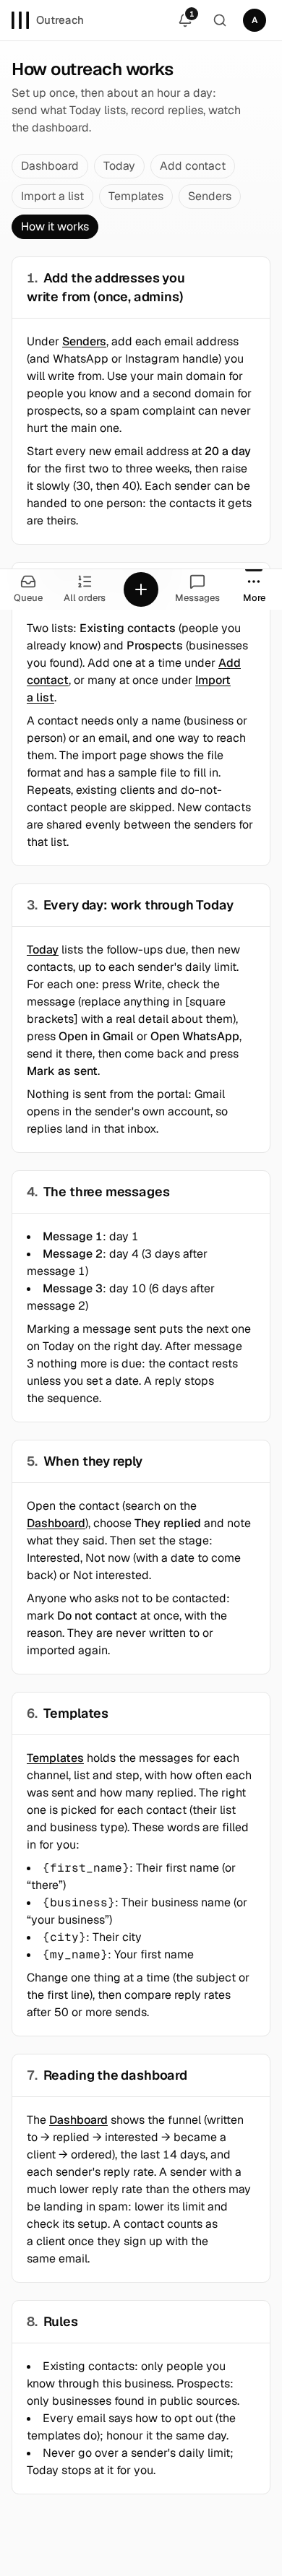 Outreach
1
A
How outreach works
Set up once, then about an hour a day:
send what Today lists, record replies, watch
the dashboard.
Dashboard
Today
Add contact
Import a list
Templates
Senders
How it works
1. Add the addresses you
write from (once, admins)
Under Senders, add each email address
(and WhatsApp or Instagram handle) you
will write from. Use your main domain for
people you know and a second domain for
prospects, so a spam complaint can never
hurt the main one.
Start every new email address at 20 a day
for the first two to three weeks, then raise
it slowly (30, then 40). Each sender can be
handed to one person: the contacts it gets
are theirs.
Queue
All orders
Messages
More
Two lists: Existing contacts (people you
already know) and Prospects (businesses
you found). Add one at a time under Add
contact, or many at once under Import
a list.
A contact needs only a name (business or
person) or an email, and one way to reach
them. The import page shows the file
format and has a sample file to fill in.
Repeats, existing clients and do-not-
contact people are skipped. New contacts
are shared evenly between the senders for
that list.
3. Every day: work through Today
Today lists the follow-ups due, then new
contacts, up to each sender's daily limit.
For each one: press Write, check the
message (replace anything in [square
brackets] with a real detail about them),
press Open in Gmail or Open WhatsApp,
send it there, then come back and press
Mark as sent.
Nothing is sent from the portal: Gmail
opens in the sender's own account, so
replies land in that inbox.
4. The three messages
• Message 1: day 1
• Message 2: day 4 (3 days after
message 1)
• Message 3: day 10 (6 days after
message 2)
Marking a message sent puts the next one
on Today on the right day. After message
3 nothing more is due: the contact rests
unless you set a date. A reply stops
the sequence.
5. When they reply
Open the contact (search on the
Dashboard), choose They replied and note
what they said. Then set the stage:
Interested, Not now (with a date to come
back) or Not interested.
Anyone who asks not to be contacted:
mark Do not contact at once, with the
reason. They are never written to or
imported again.
6. Templates
Templates holds the messages for each
channel, list and step, with how often each
was sent and how many replied. The right
one is picked for each contact (their list
and business type). These words are filled
in for you:
• {first_name}: Their first name (or
“there”)
• {business}: Their business name (or
“your business”)
• {city}: Their city
• {my_name}: Your first name
Change one thing at a time (the subject or
the first line), then compare reply rates
after 50 or more sends.
7. Reading the dashboard
The Dashboard shows the funnel (written
to → replied → interested → became a
client → ordered), the last 14 days, and
each sender's reply rate. A sender with a
much lower reply rate than the others may
be landing in spam: lower its limit and
check its setup. A contact counts as
a client once they sign up with the
same email.
8. Rules
• Existing contacts: only people you
know through this business. Prospects:
only businesses found in public sources.
• Every email says how to opt out (the
templates do); honour it the same day.
• Never go over a sender's daily limit;
Today stops at it for you.